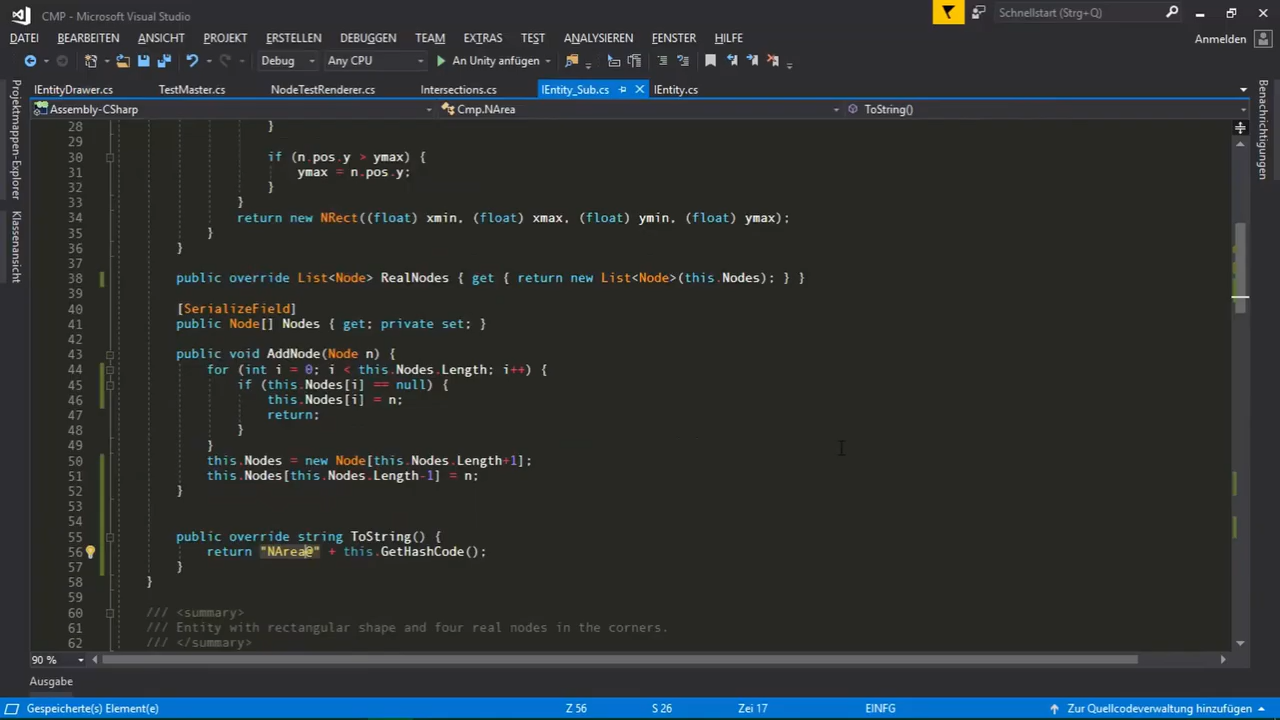 CMP - Microsoft Visual Studio
Schnellstart (Strg+Q)
DATEI BEARBEITEN ANSICHT PROJEKT ERSTELLEN DEBUGGEN TEAM EXTRAS TEST ANALYSIEREN FENSTER HILFE
Anmelden
Debug Any CPU An Unity anfügen
IEntityDrawer.cs TestMaster.cs NodeTestRenderer.cs Intersections.cs IEntity_Sub.cs IEntity.cs
Assembly-CSharp Cmp.NArea ToString()
Projektmappen-Explorer
Klassenansicht
Benachrichtigungen
28 }
29
30 if (n.pos.y > ymax) {
31 ymax = n.pos.y;
32 }
33 }
34 return new NRect((float) xmin, (float) xmax, (float) ymin, (float) ymax);
35 }
36 }
37
38 public override List<Node> RealNodes { get { return new List<Node>(this.Nodes); } }
39
40 [SerializeField]
41 public Node[] Nodes { get; private set; }
42
43 public void AddNode(Node n) {
44 for (int i = 0; i < this.Nodes.Length; i++) {
45 if (this.Nodes[i] == null) {
46 this.Nodes[i] = n;
47 return;
48 }
49 }
50 this.Nodes = new Node[this.Nodes.Length+1];
51 this.Nodes[this.Nodes.Length-1] = n;
52 }
53
54
55 public override string ToString() {
56 return "NArea@" + this.GetHashCode();
57 }
58 }
59
60 /// <summary>
61 /// Entity with rectangular shape and four real nodes in the corners.
62 /// </summary>
90 %
Ausgabe
Gespeicherte(s) Element(e) Z 56 S 26 Zei 17 EINFG Zur Quellcodeverwaltung hinzufügen